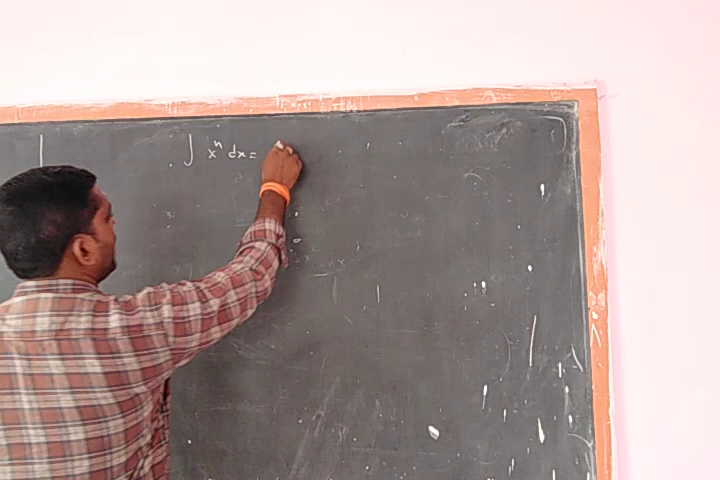 ∫ xⁿ dx =